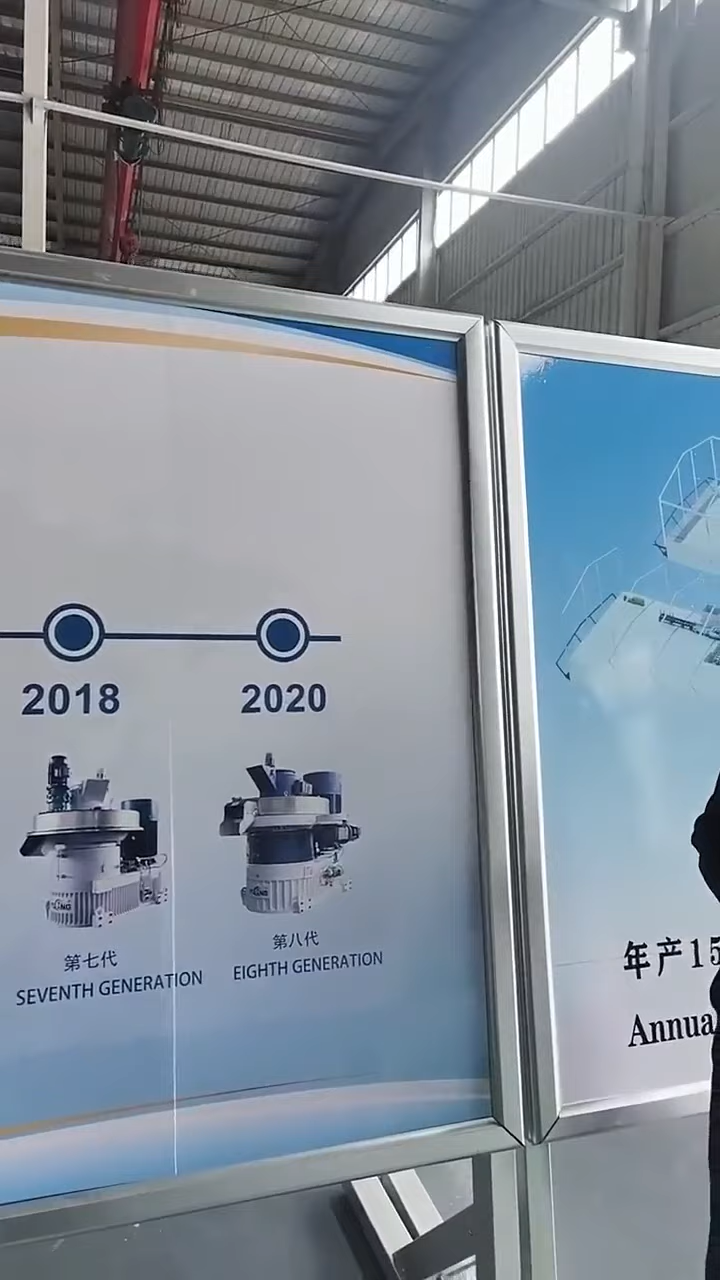 2018
2020
第七代
SEVENTH GENERATION
第八代
EIGHTH GENERATION
年产15
Annua